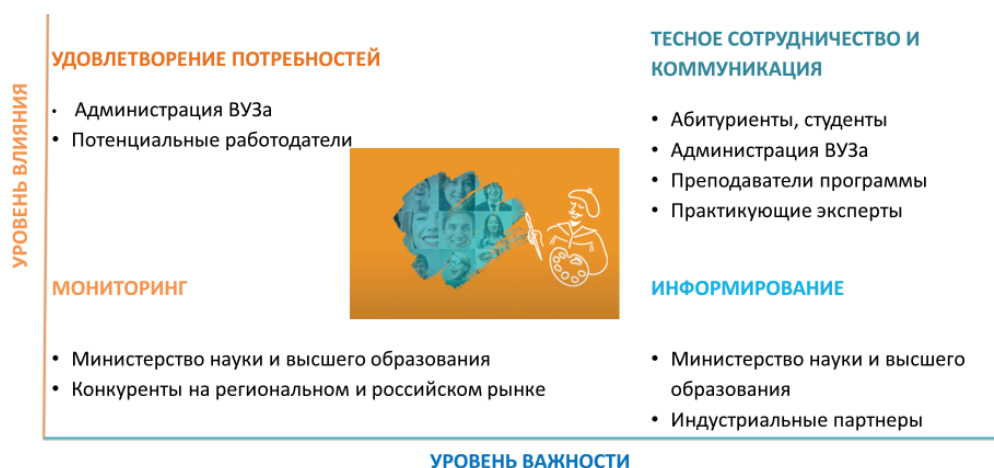 УРОВЕНЬ ВЛИЯНИЯ
УДОВЛЕТВОРЕНИЕ ПОТРЕБНОСТЕЙ
• Администрация ВУЗа
• Потенциальные работодатели
ТЕСНОЕ СОТРУДНИЧЕСТВО И
КОММУНИКАЦИЯ
• Абитуриенты, студенты
• Администрация ВУЗа
• Преподаватели программы
• Практикующие эксперты
МОНИТОРИНГ
• Министерство науки и высшего образования
• Конкуренты на региональном и российском рынке
ИНФОРМИРОВАНИЕ
• Министерство науки и высшего
образования
• Индустриальные партнеры
УРОВЕНЬ ВАЖНОСТИ